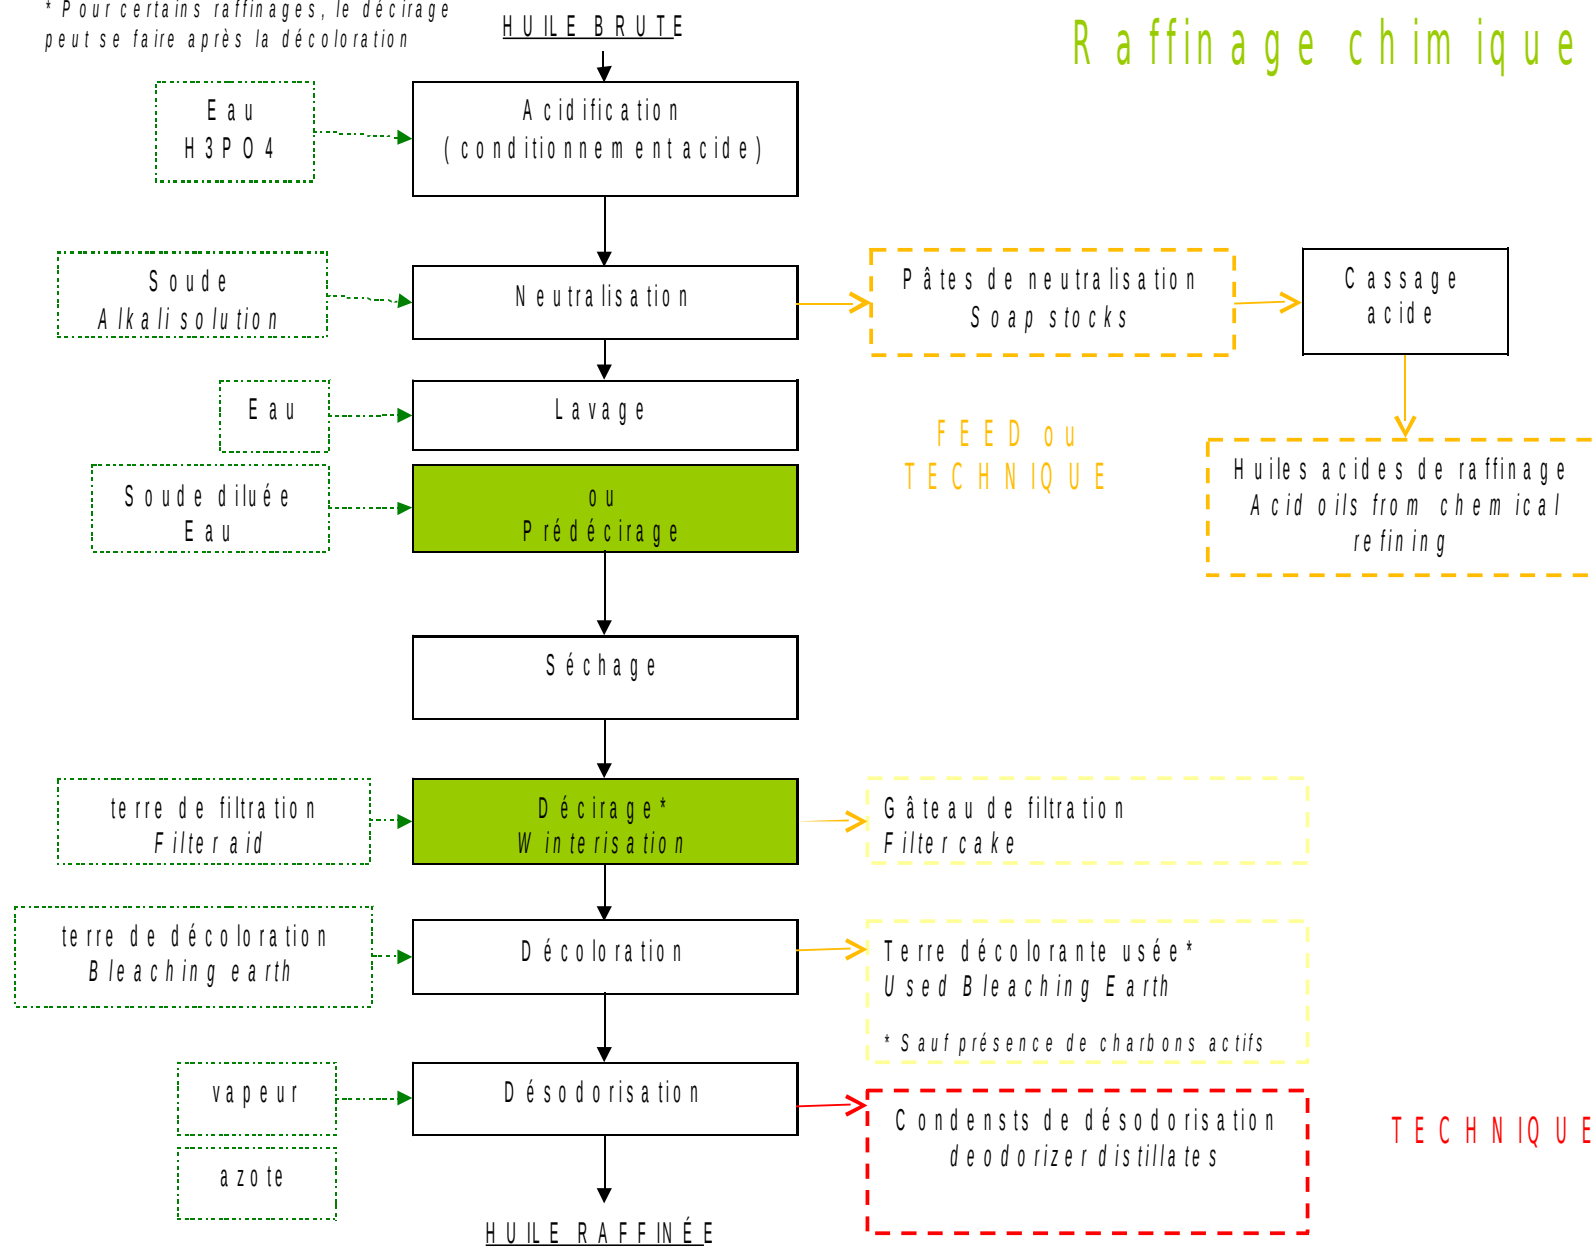 * Pour certains raffinages, le décirage
peut se faire après la décoloration
HUILE BRUTE
Raffinage chimique
Eau
H3PO4
Acidification
(conditionnement acide)
Soude
Alkali solution
Neutralisation
Pâtes de neutralisation
Soap stocks
Cassage
acide
Eau
Lavage
FEED ou
TECHNIQUE
Huiles acides de raffinage
Acid oils from chemical
refining
Soude diluée
Eau
ou
Prédécirage
Séchage
terre de filtration
Filter aid
Décirage*
Winterisation
Gâteau de filtration
Filter cake
terre de décoloration
Bleaching earth
Décoloration
Terre décolorante usée*
Used Bleaching Earth
* Sauf présence de charbons actifs
vapeur
azote
Désodorisation
Condensts de désodorisation
deodorizer distillates
TECHNIQUE
HUILE RAFFINÉE